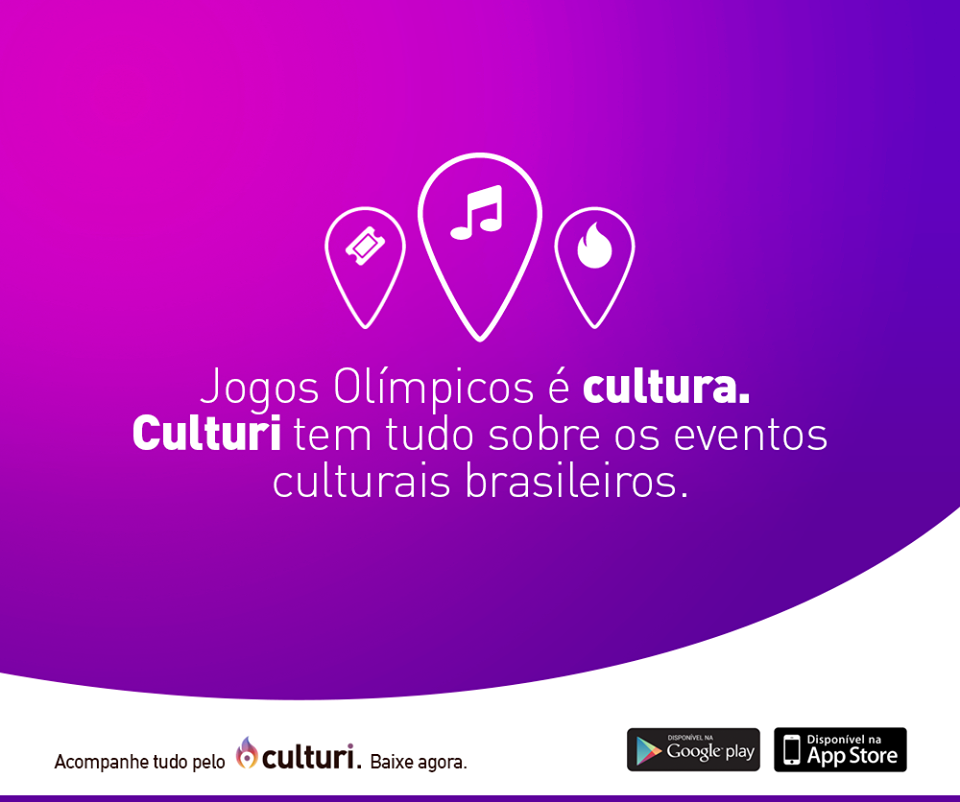 Jogos Olímpicos é cultura.
Culturi tem tudo sobre os eventos
culturais brasileiros.
Acompanhe tudo pelo culturi. Baixe agora.
DISPONÍVEL NA
Google play
Disponível na
App Store